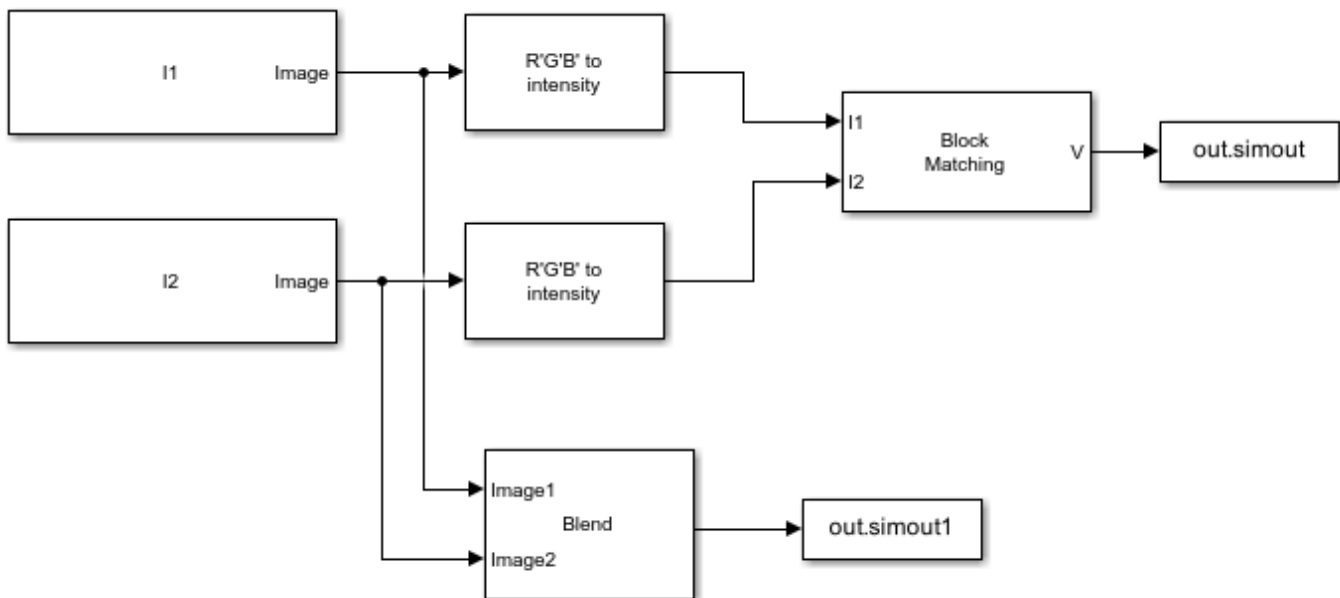 I1
Image
R'G'B' to
intensity
I1
I2
Block
Matching
V
out.simout
I2
Image
R'G'B' to
intensity
Image1
Blend
Image2
out.simout1